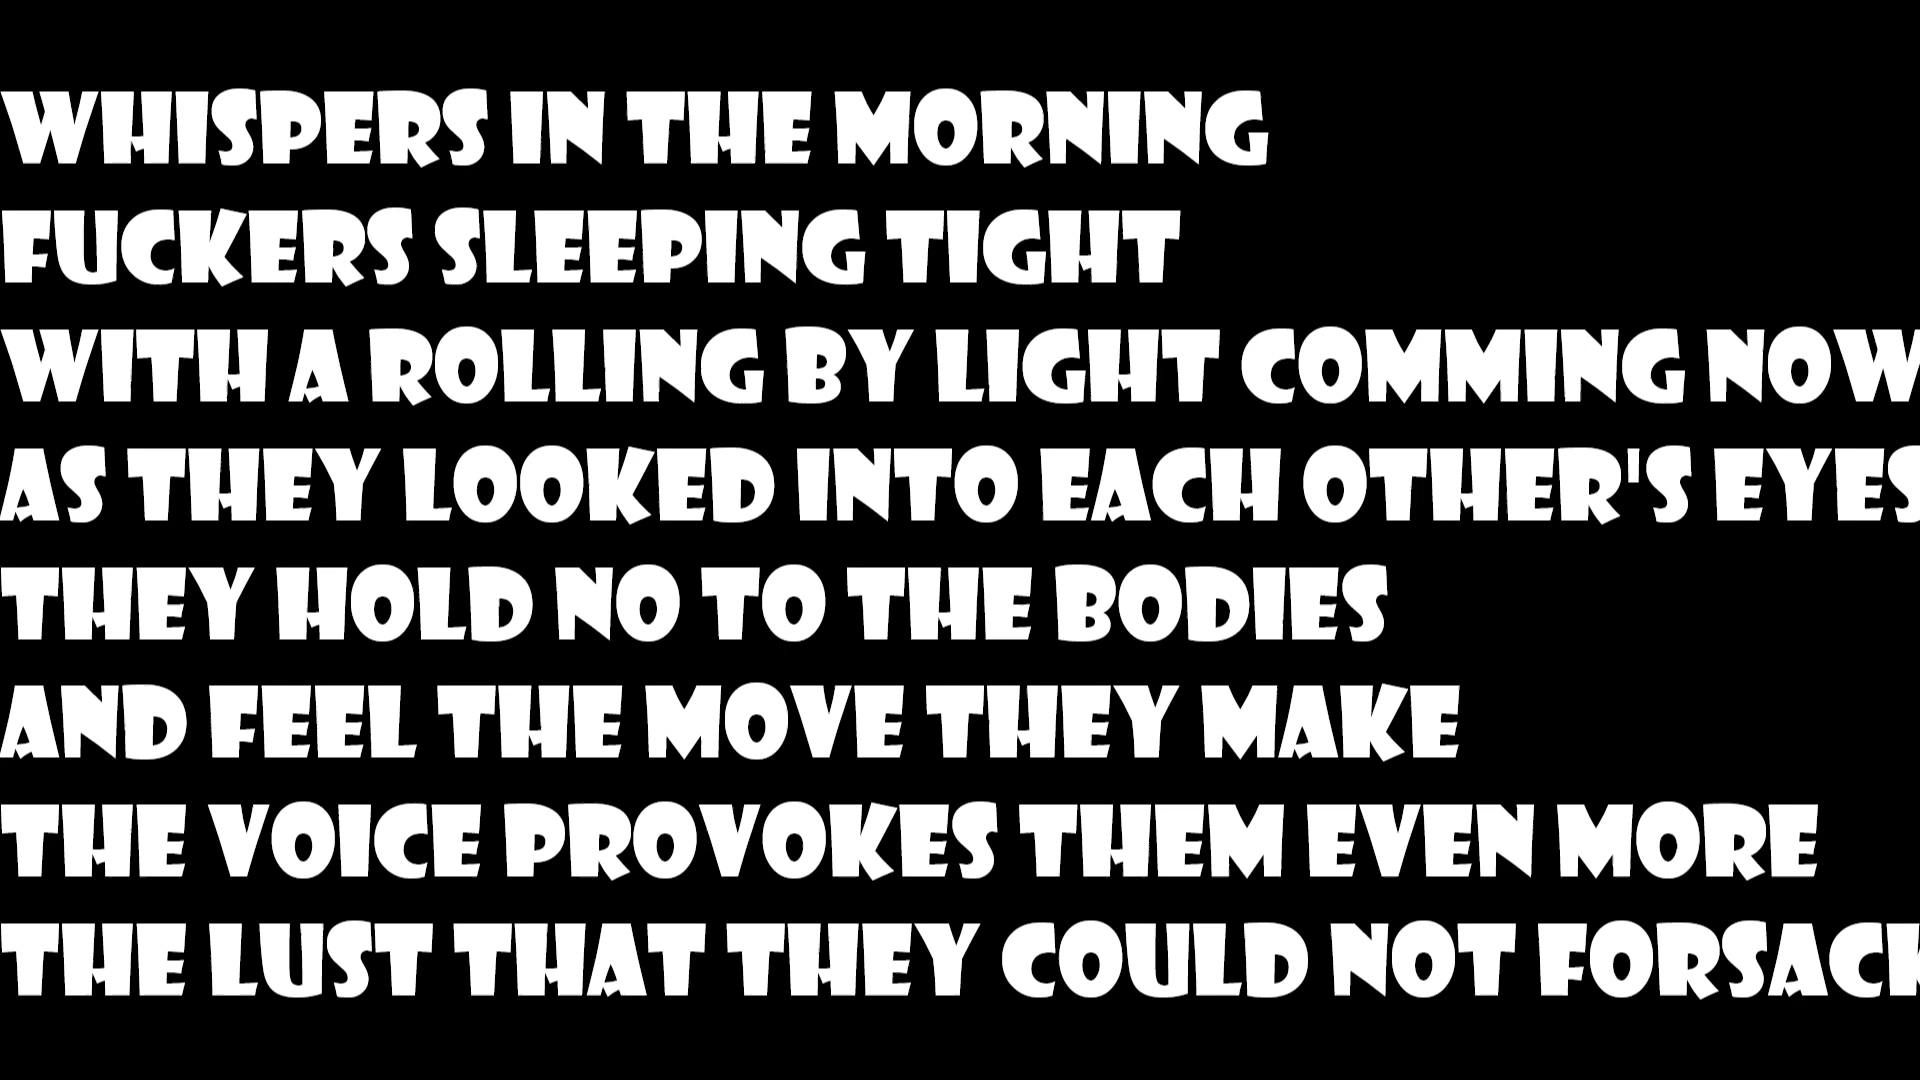 WHISPERS IN THE MORNING
FUCKERS SLEEPING TIGHT
WITH A ROLLING BY LIGHT COMMING NOW
AS THEY LOOKED INTO EACH OTHER'S EYES
THEY HOLD NO TO THE BODIES
AND FEEL THE MOVE THEY MAKE
THE VOICE PROVOKES THEM EVEN MORE
THE LUST THAT THEY COULD NOT FORSACK